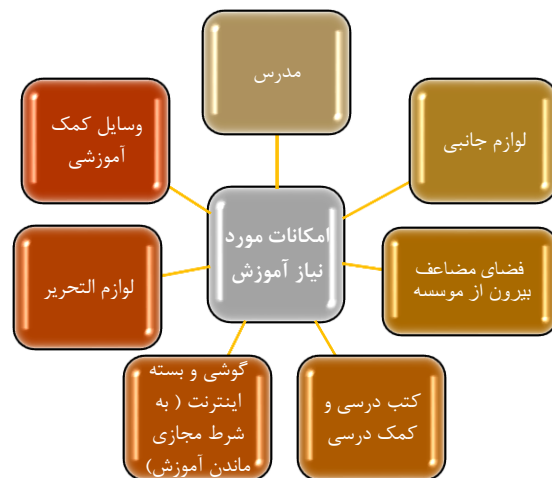 مدرس
لوازم جانبی
فضای مضاعف
بیرون از موسسه
کتب درسی و
کمک درسی
گوشی و بسته
اینترنت ( به
شرط مجازی
ماندن آموزش)
لوازم التحریر
وسایل کمک
آموزشی
امکانات مورد
نیاز آموزش